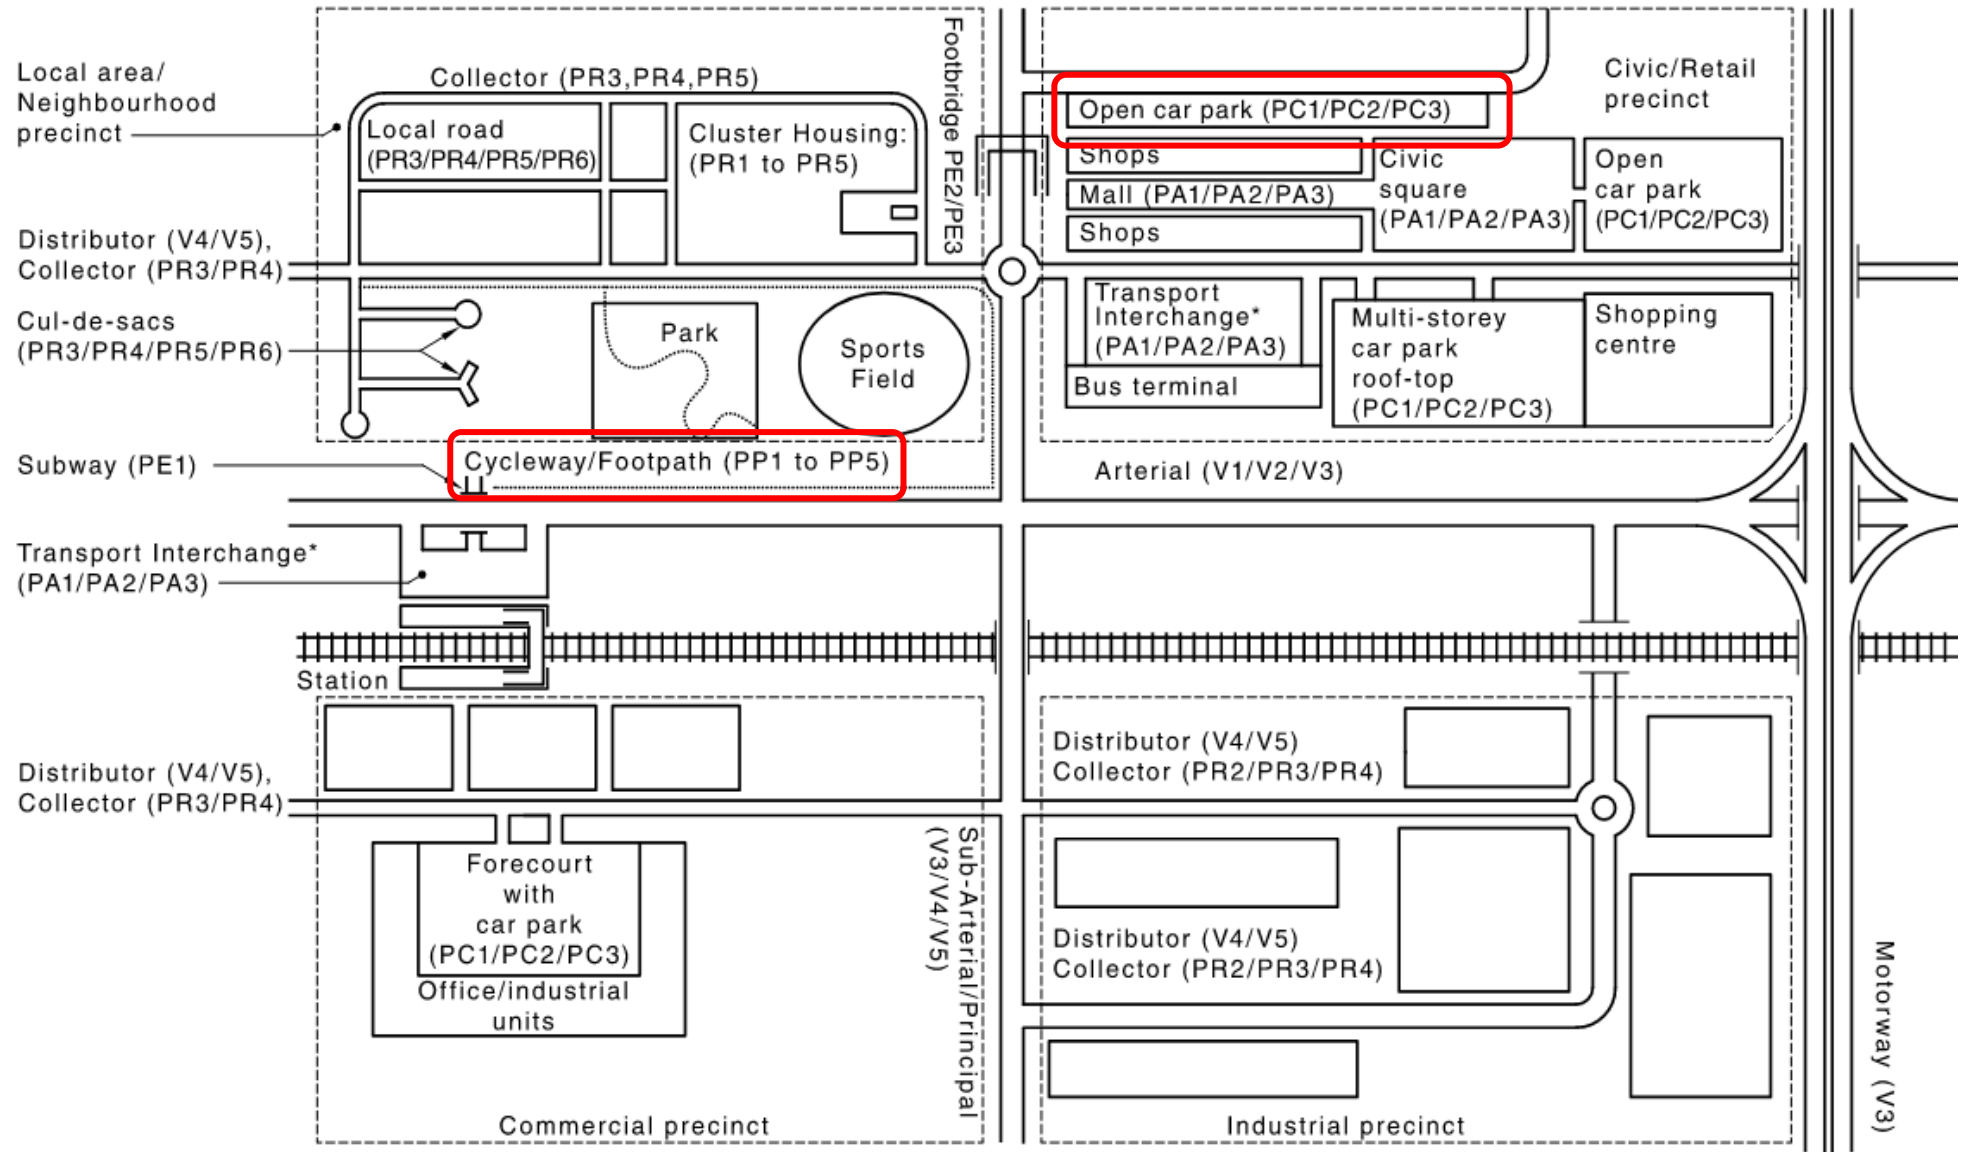 Local area/
Neighbourhood
precinct
Collector (PR3,PR4,PR5)
Local road
(PR3/PR4/PR5/PR6)
Cluster Housing:
(PR1 to PR5)
Footbridge PE2/PE3
Open car park (PC1/PC2/PC3)
Civic/Retail
precinct
Shops
Mall (PA1/PA2/PA3)
Shops
Civic
square
(PA1/PA2/PA3)
Open
car park
(PC1/PC2/PC3)
Distributor (V4/V5),
Collector (PR3/PR4)
Cul-de-sacs
(PR3/PR4/PR5/PR6)
Park
Sports
Field
Transport
Interchange*
(PA1/PA2/PA3)
Bus terminal
Multi-storey
car park
roof-top
(PC1/PC2/PC3)
Shopping
centre
Subway (PE1)
Cycleway/Footpath (PP1 to PP5)
Arterial (V1/V2/V3)
Transport Interchange*
(PA1/PA2/PA3)
Station
Distributor (V4/V5),
Collector (PR3/PR4)
Distributor (V4/V5)
Collector (PR2/PR3/PR4)
Forecourt
with
car park
(PC1/PC2/PC3)
Office/industrial
units
Sub-Arterial/Principal
(V3/V4/V5)
Distributor (V4/V5)
Collector (PR2/PR3/PR4)
Motorway (V3)
Commercial precinct
Industrial precinct